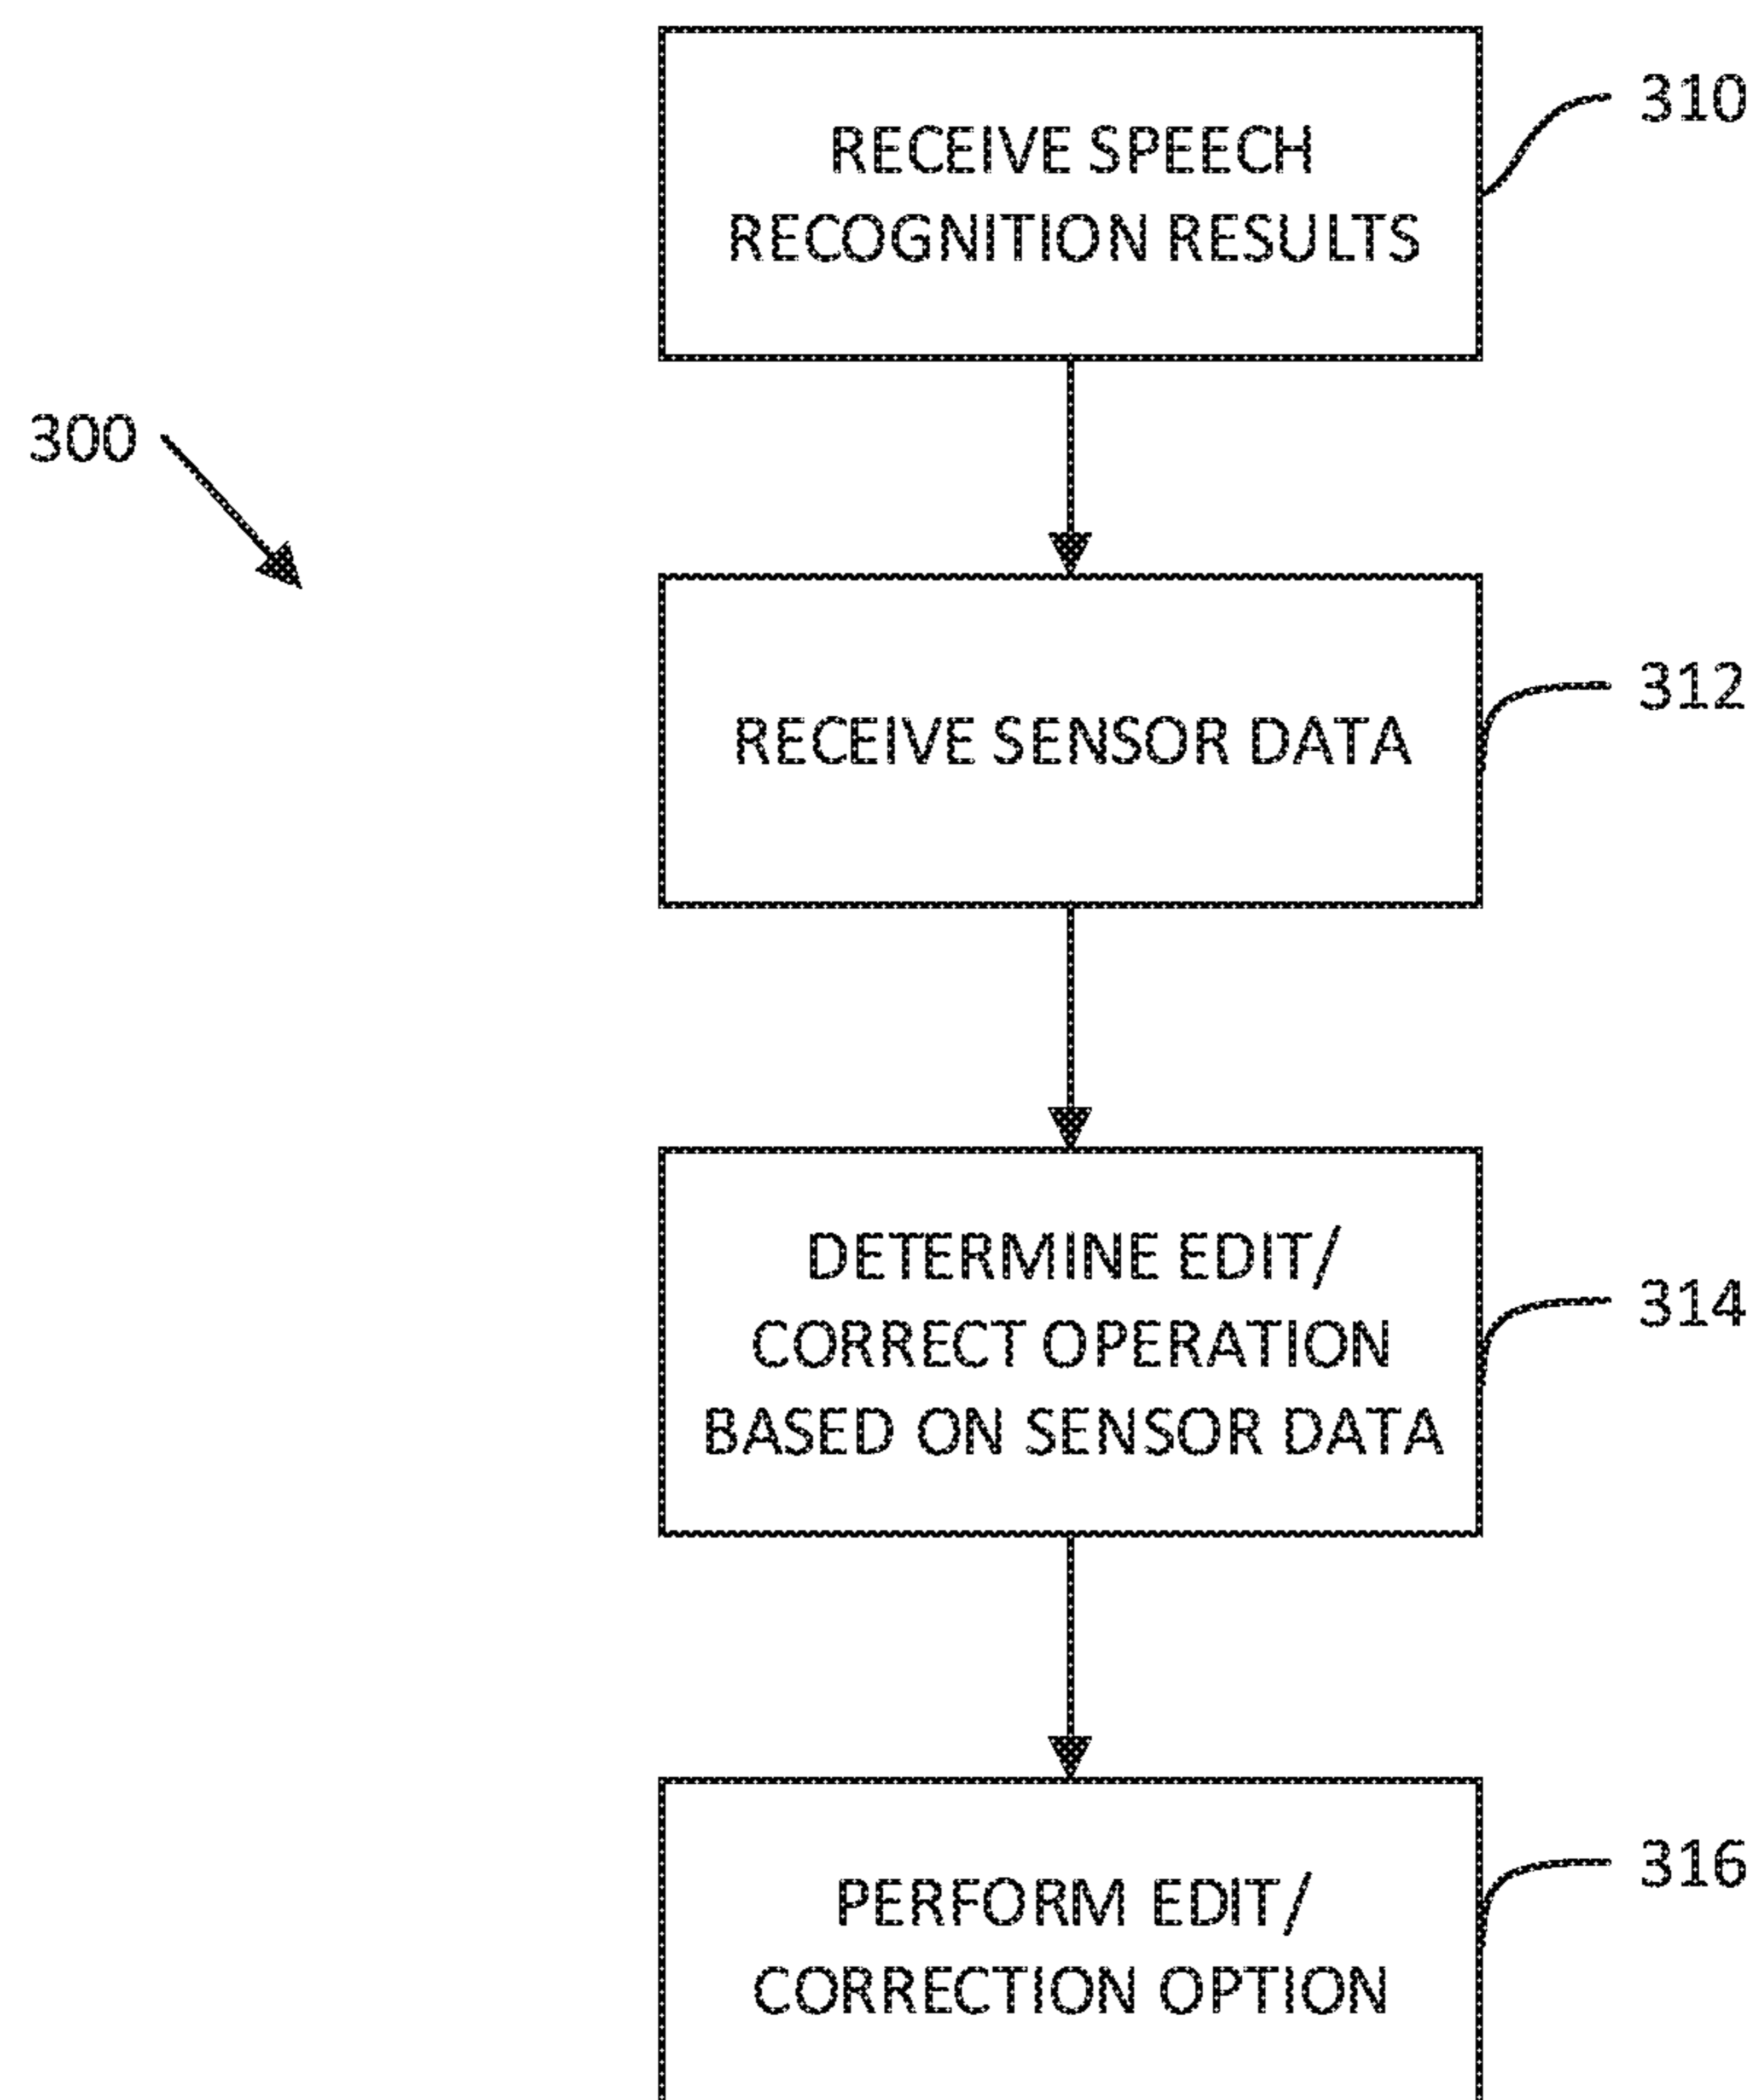 RECEIVE SPEECH
RECOGNITION RESULTS
310
300
RECEIVE SENSOR DATA
312
DETERMINE EDIT/
CORRECT OPERATION
BASED ON SENSOR DATA
314
PERFORM EDIT/
CORRECTION OPTION
316